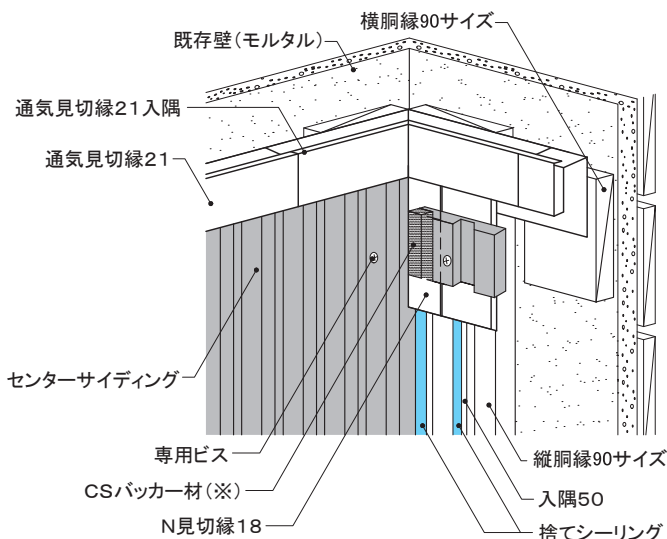 横胴縁90サイズ
既存壁(モルタル)
通気見切縁21入隅
通気見切縁21
センターサイディング
専用ビス
CSバッカー材(※)
N見切縁18
縦胴縁90サイズ
入隅50
捨てシーリング